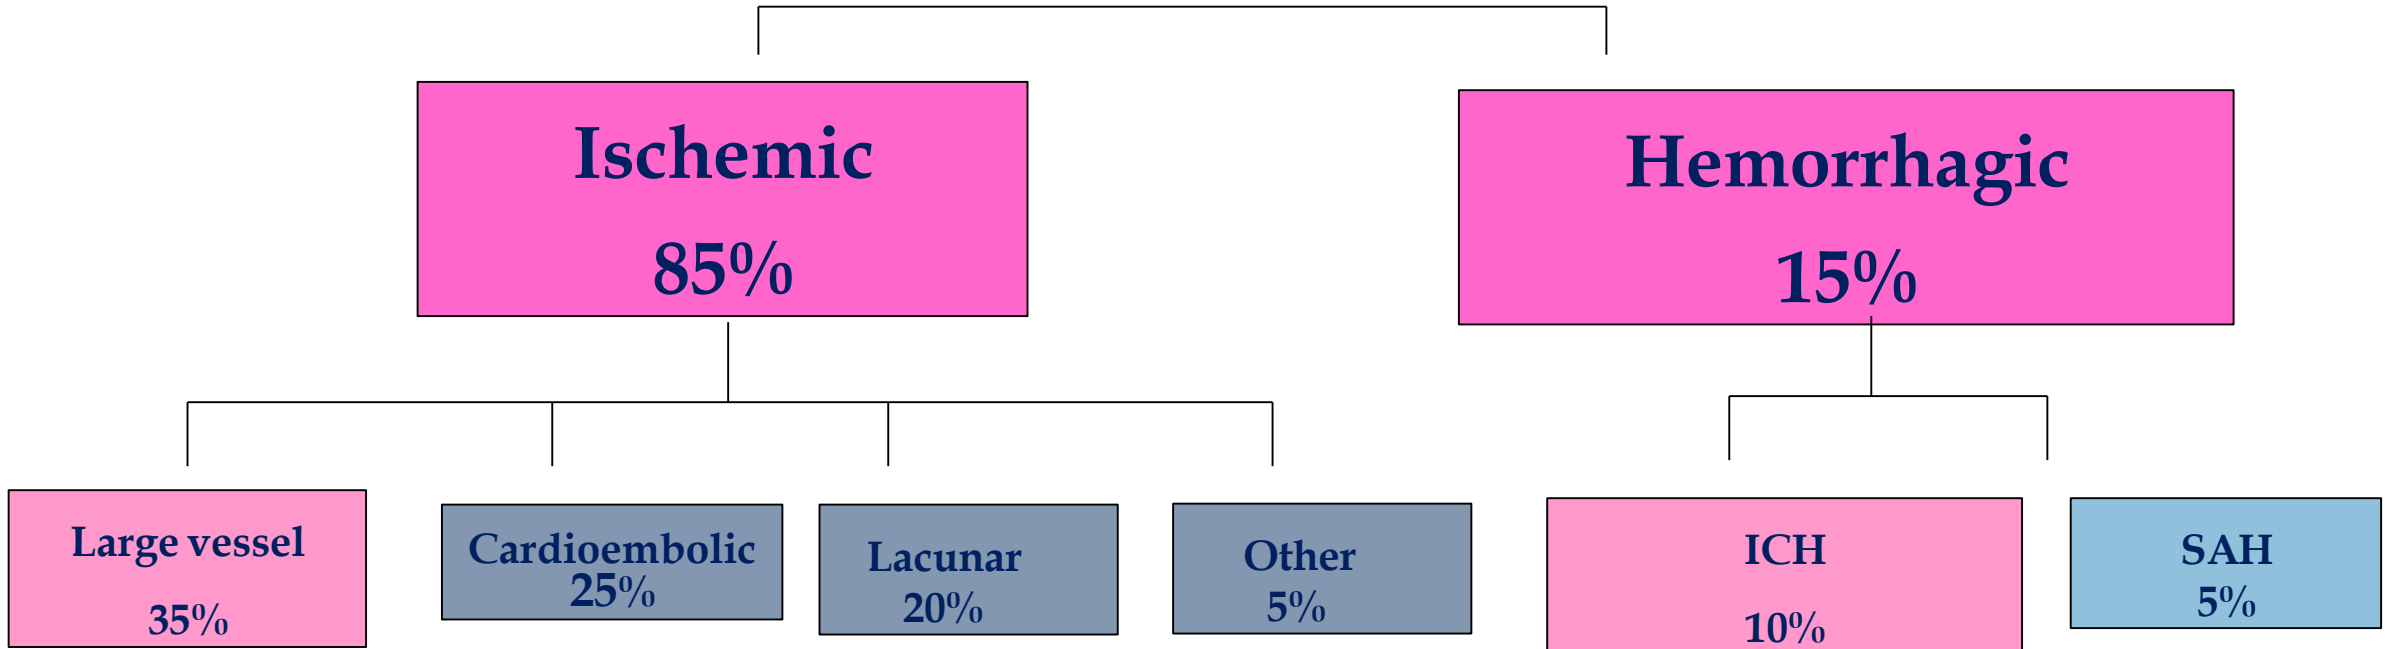 Ischemic
85%
Hemorrhagic
15%
Large vessel
35%
Cardioembolic
25%
Lacunar
20%
Other
5%
ICH
10%
SAH
5%